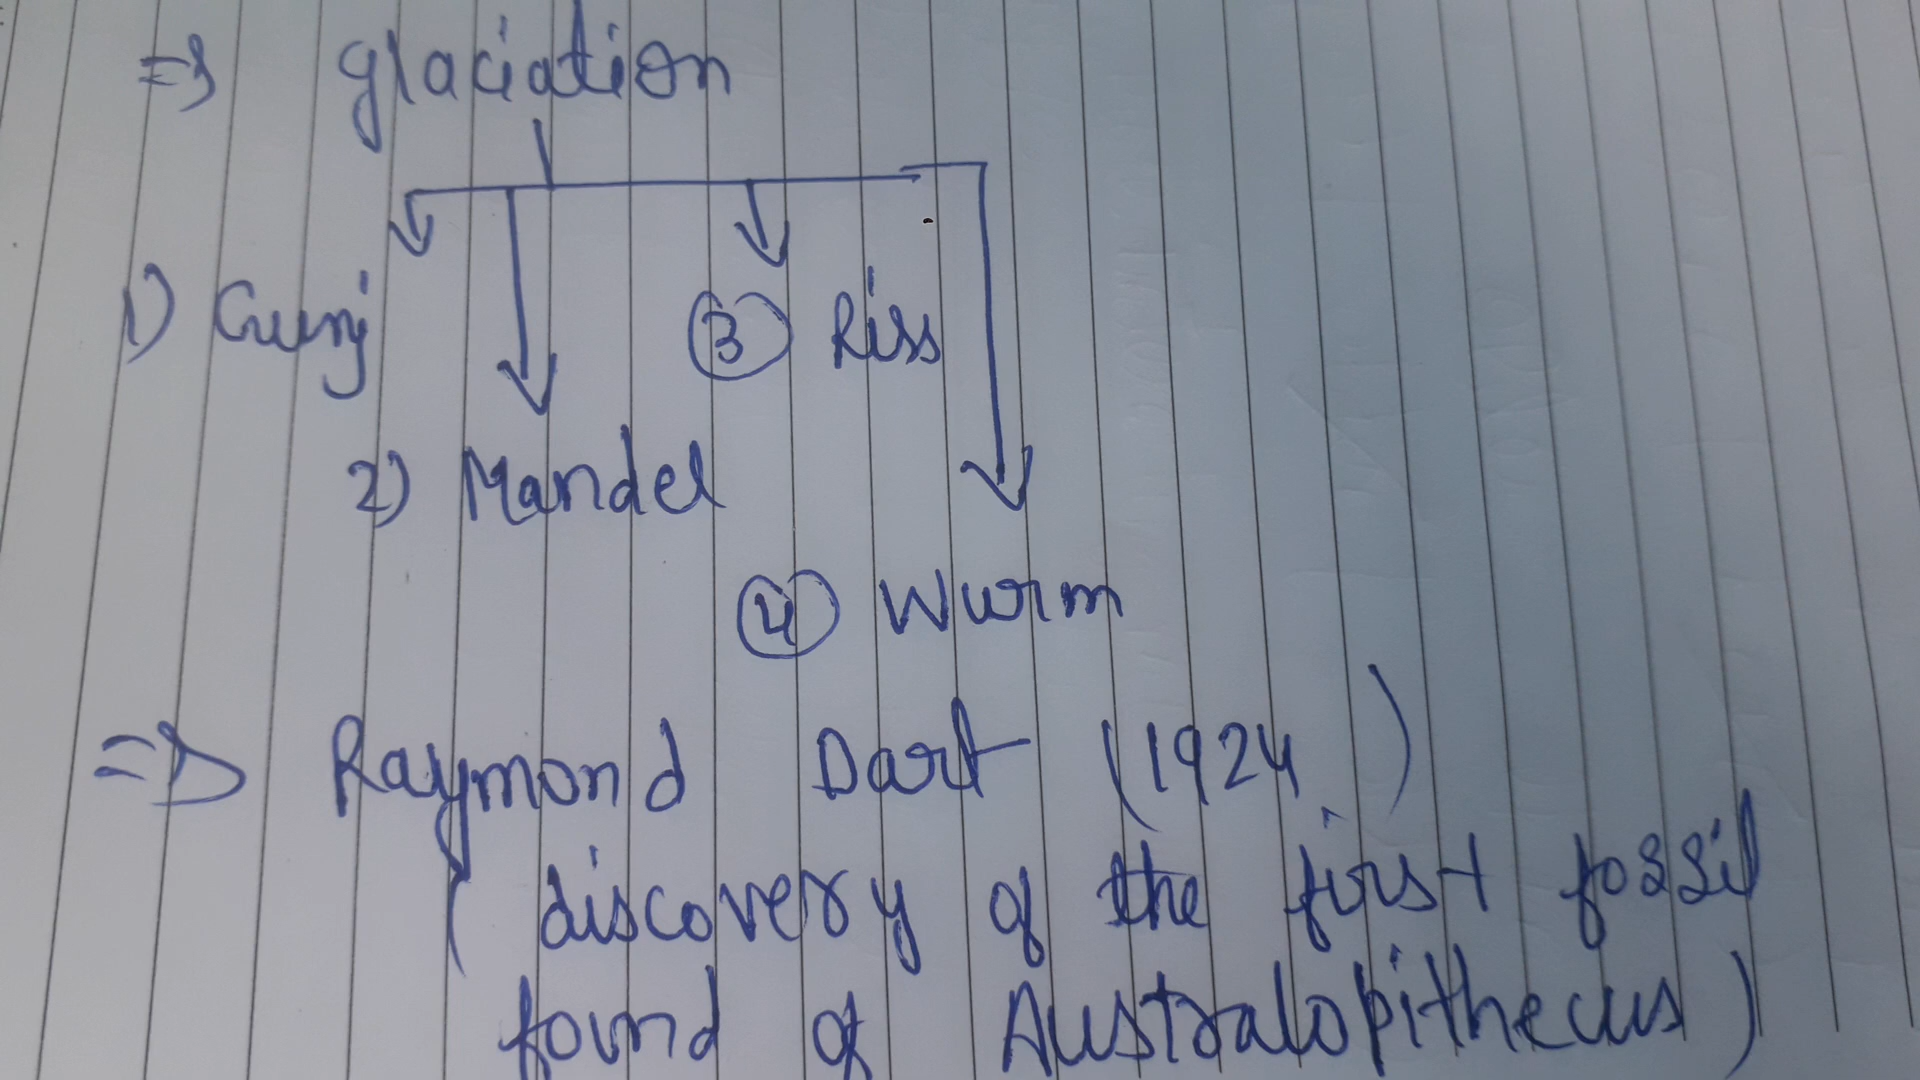 ⇒ glaciation
1) Gunj
③ Riss
2) Mandel
④ Wurm
⇒ Raymond Dart (1924)
( discovery of the first fossil
found of Australopithecus)